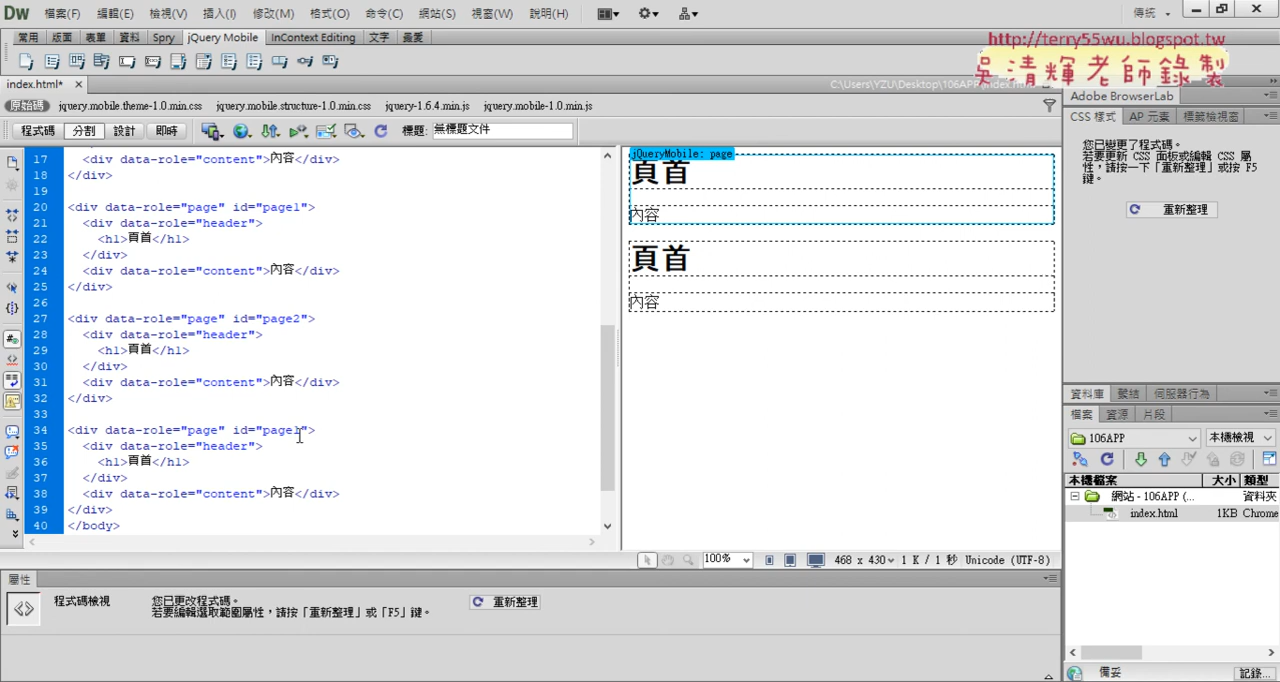 Dw 檔案(F) 編輯(E) 檢視(V) 插入(I) 修改(M) 格式(O) 命令(C) 網站(S) 視窗(W) 說明(H) 傳統
常用 版面 表單 資料 Spry jQuery Mobile InContext Editing 文字 最愛
http://terry55wu.blogspot.tw
吳清輝老師錄製
index.html* C:\Users\YZU\Desktop\106APP\index.html
原始碼 jquery.mobile.theme-1.0.min.css jquery.mobile.structure-1.0.min.css jquery-1.6.4.min.js jquery.mobile-1.0.min.js
程式碼 分割 設計 即時 標題: 無標題文件
17 <div data-role="content">內容</div>
18 </div>
19
20 <div data-role="page" id="page1">
21 <div data-role="header">
22 <h1>頁首</h1>
23 </div>
24 <div data-role="content">內容</div>
25 </div>
26
27 <div data-role="page" id="page2">
28 <div data-role="header">
29 <h1>頁首</h1>
30 </div>
31 <div data-role="content">內容</div>
32 </div>
33
34 <div data-role="page" id="page1">
35 <div data-role="header">
36 <h1>頁首</h1>
37 </div>
38 <div data-role="content">內容</div>
39 </div>
40 </body>
jQueryMobile: page
頁首
內容
頁首
內容
100% 468 x 430 1 K / 1 秒 Unicode (UTF-8)
屬性
程式碼檢視
您已更改程式碼。
若要編輯選取範圍屬性，請按「重新整理」或「F5」鍵。
重新整理
Adobe BrowserLab
CSS 樣式 AP 元素 標籤檢視窗
您已變更了程式碼。
若要更新 CSS 面板或編輯 CSS 屬
性，請按一下「重新整理」或按 F5
鍵。
重新整理
資料庫 繫結 伺服器行為
檔案 資源 片段
106APP 本機檢視
本機檔案 大小 類型
網站 - 106APP (... 資料夾
index.html 1KB Chrome
備妥 記錄...